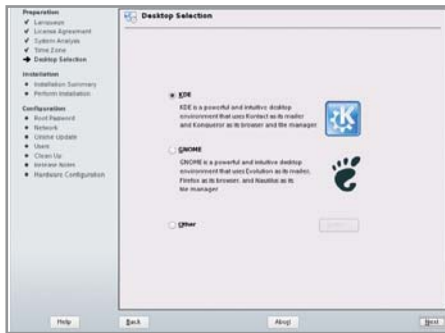 Preparation
Language
License Agreement
System Analysis
Time Zone
Desktop Selection
Installation
Installation Summary
Perform Installation
Configuration
Root Password
Network
Online Update
Users
Clean Up
Release Notes
Hardware Configuration
Desktop Selection
KDE
KDE is a powerful and intuitive desktop
environment that uses Kontact as its mailer
and Konqueror as its browser and file manager.
GNOME
GNOME is a powerful and intuitive desktop
environment that uses Evolution as its mailer,
Firefox as its browser, and Nautilus as its
file manager.
Other
Help
Back
Abort
Next